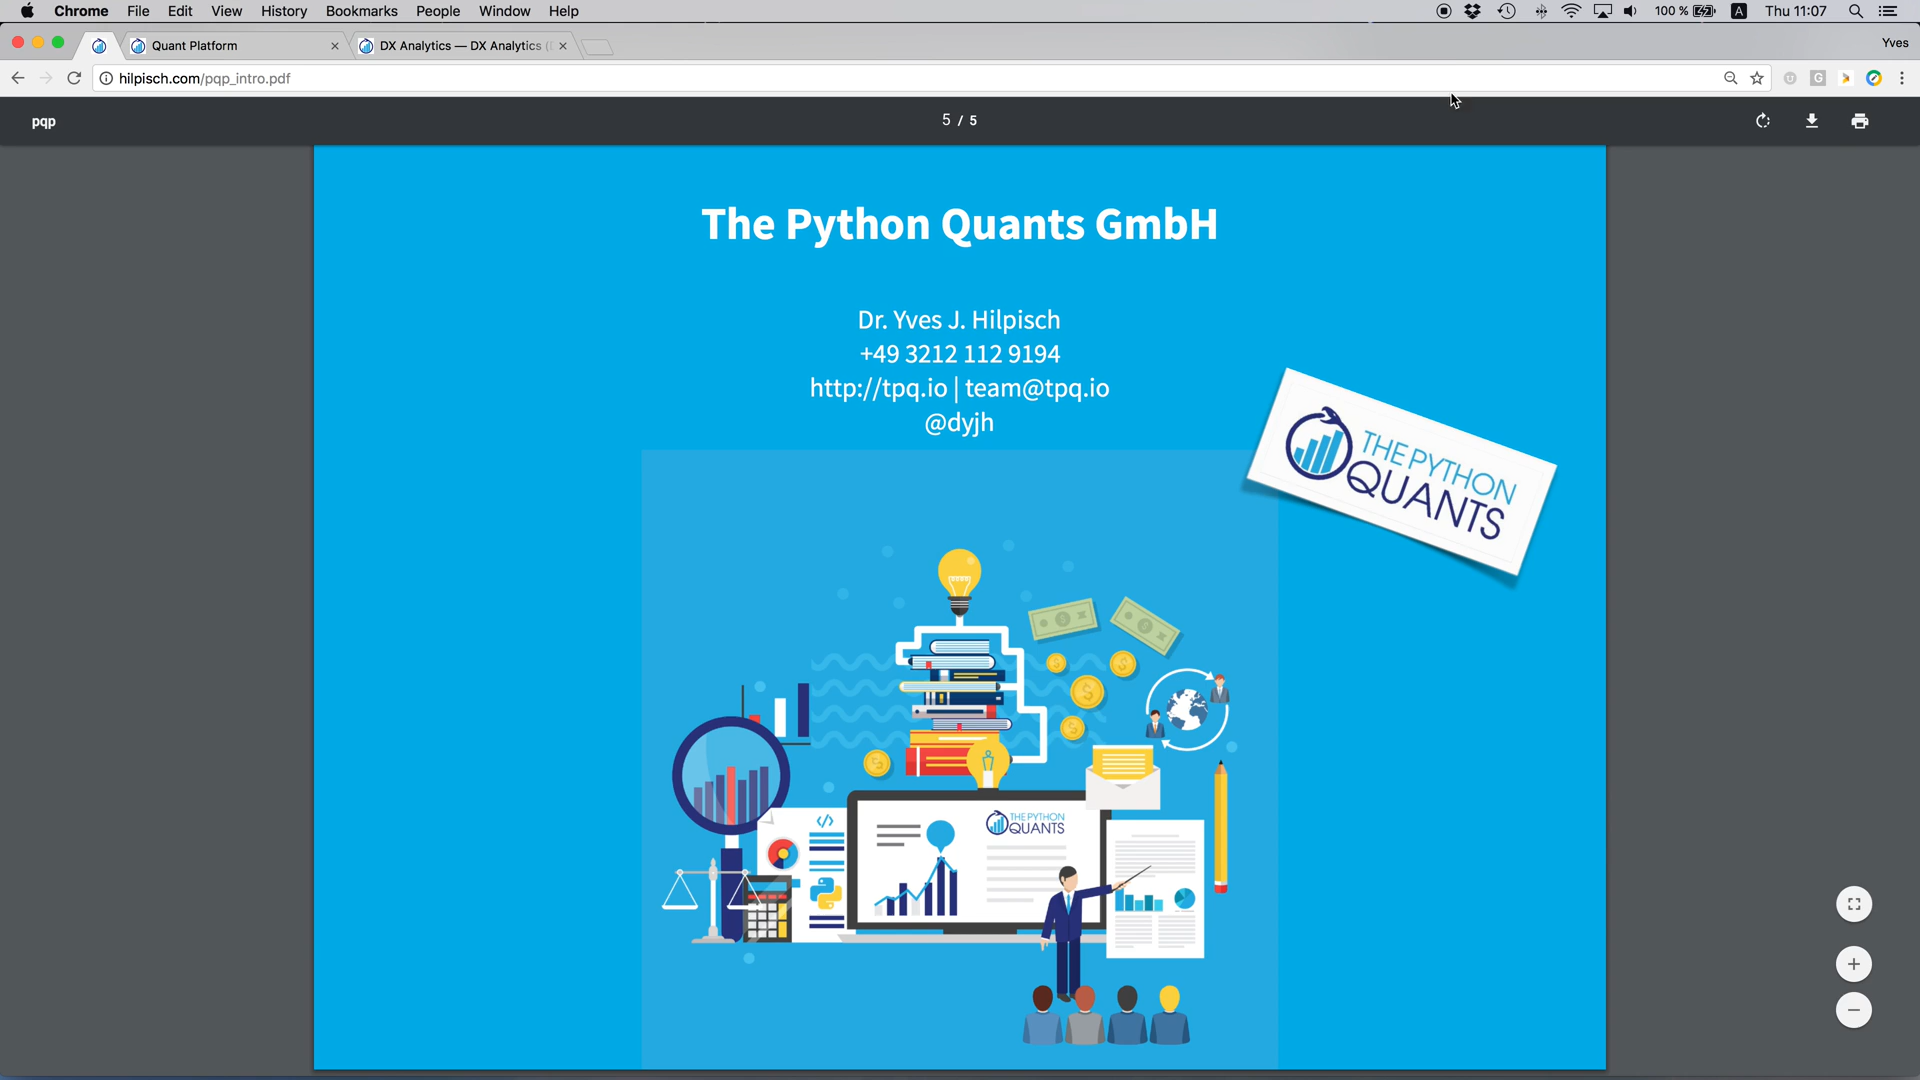 Chrome File Edit View History Bookmarks People Window Help 100 % A Thu 11:07
Quant Platform DX Analytics — DX Analytics ( Yves
hilpisch.com/pqp_intro.pdf G
pqp 5 / 5
The Python Quants GmbH
Dr. Yves J. Hilpisch
+49 3212 112 9194
http://tpq.io | team@tpq.io
@dyjh
THE PYTHON
QUANTS
THE PYTHON
QUANTS